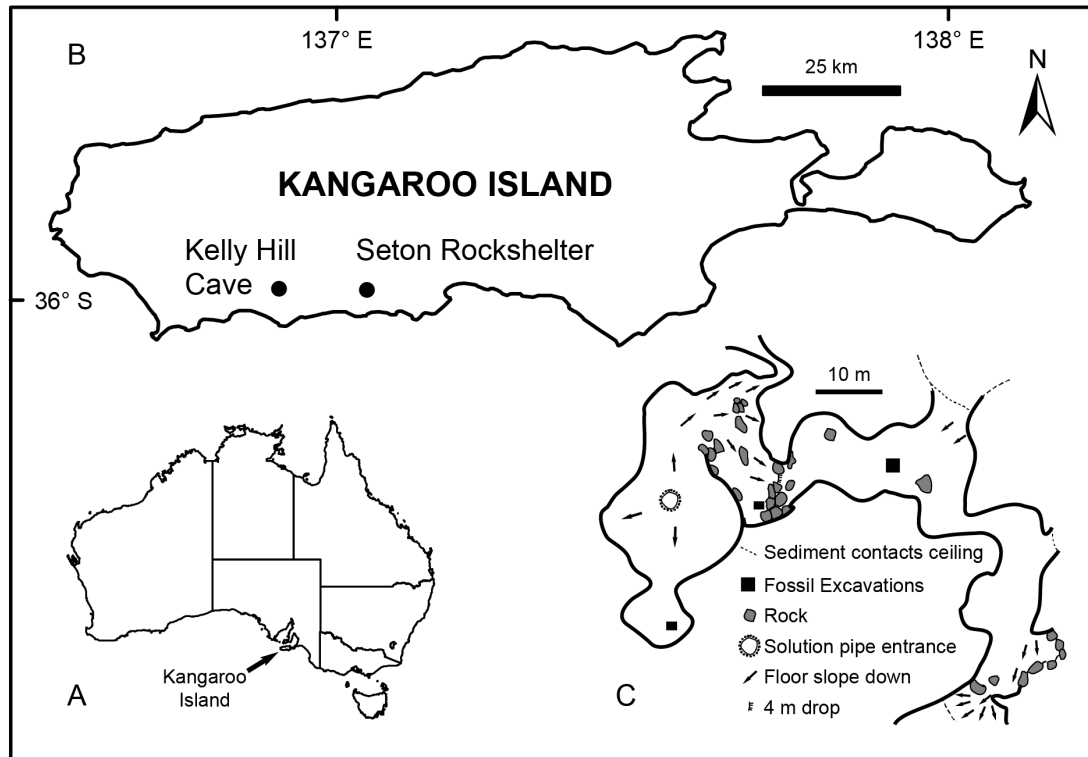 137° E
138° E
B
25 km
N
KANGAROO ISLAND
Kelly Hill
Cave
Seton Rockshelter
36° S
10 m
Kangaroo
Island
A
C
Sediment contacts ceiling
Fossil Excavations
Rock
Solution pipe entrance
Floor slope down
4 m drop